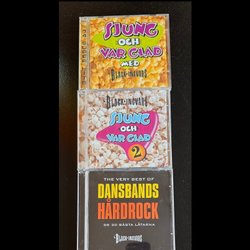 SJUNG
OCH
VAR GLAD
MED
BLACK-INGVARS
BLACK-INGVARS
SJUNG
OCH
VAR GLAD
2
THE VERY BEST OF
DANSBANDS
HÅRDROCK
DE 20 BÄSTA LÅTARNA
BLACK-INGVARS